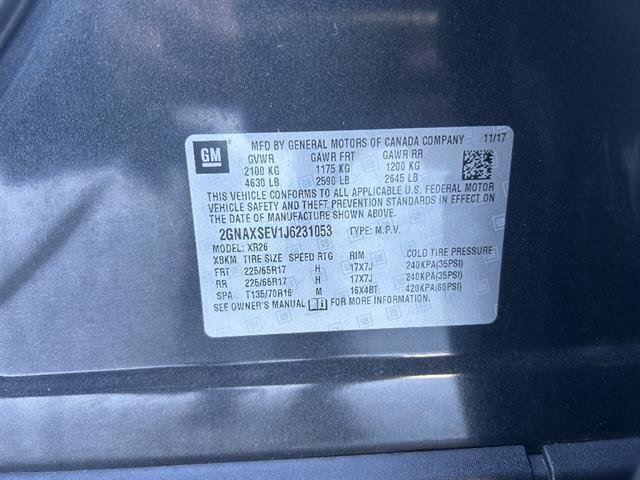 GM
MFD BY GENERAL MOTORS OF CANADA COMPANY 11/17
GVWR GAWR FRT GAWR RR
2100 KG 1175 KG 1200 KG
4630 LB 2590 LB 2645 LB
THIS VEHICLE CONFORMS TO ALL APPLICABLE U.S. FEDERAL MOTOR
VEHICLE SAFETY AND THEFT PREVENTION STANDARDS IN EFFECT ON
THE DATE OF MANUFACTURE SHOWN ABOVE.
2GNAXSEV1J6231053 TYPE: M.P.V.
MODEL: XR26
XBKM TIRE SIZE SPEED RTG RIM COLD TIRE PRESSURE
FRT 225/65R17 H 17X7J 240KPA(35PSI)
RR 225/65R17 H 17X7J 240KPA(35PSI)
SPA T135/70R16 M 16X4BT 420KPA(60PSI)
SEE OWNER'S MANUAL FOR MORE INFORMATION.